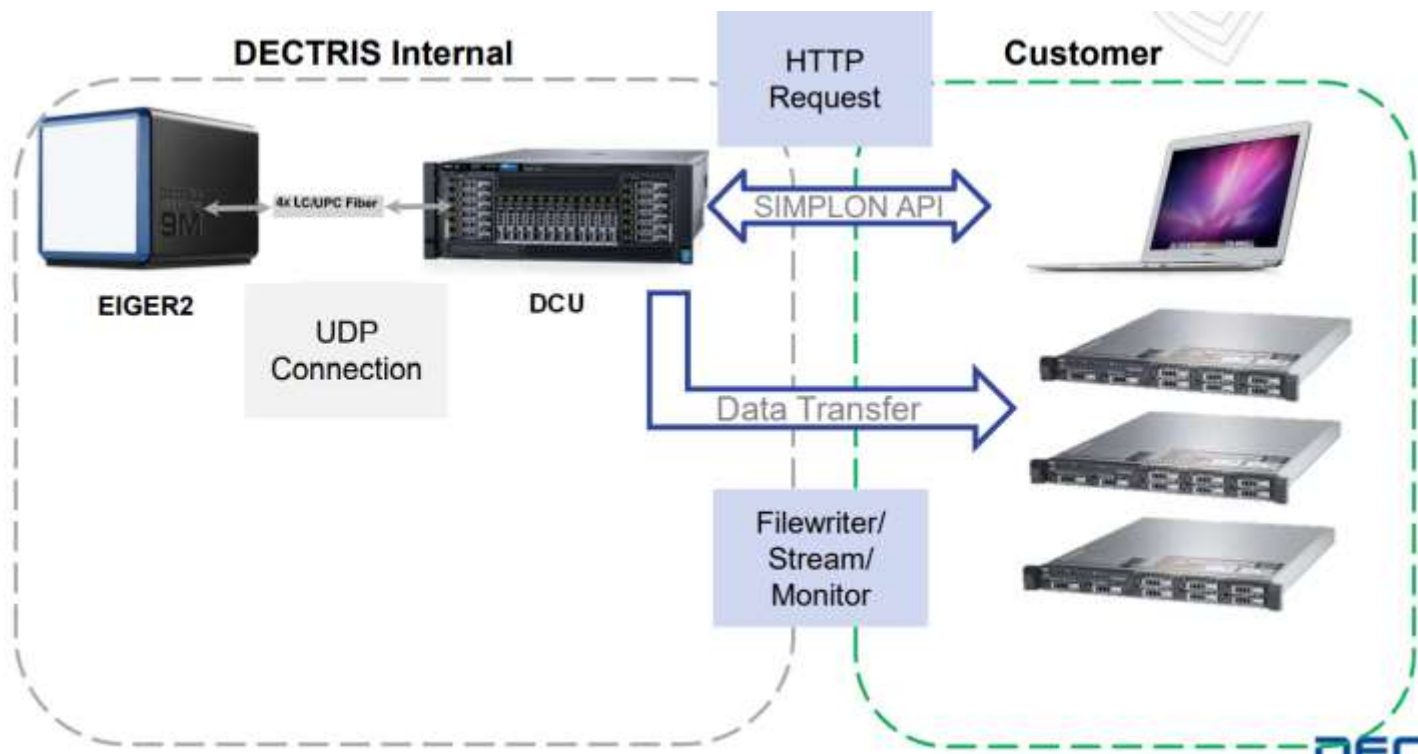 DECTRIS Internal
HTTP
Request
Customer
9M
4x LC/UPC Fiber
SIMPLON API
EIGER2
DCU
UDP
Connection
Data Transfer
Filewriter/
Stream/
Monitor